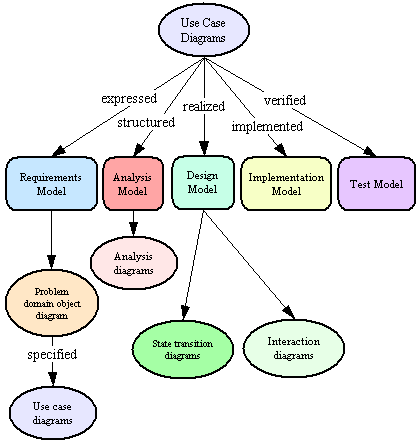 Use Case
Diagrams
expressed
structured
realized
implemented
verified
Requirements
Model
Analysis
Model
Design
Model
Implementation
Model
Test Model
Analysis
diagrams
Problem
domain object
diagram
State transition
diagrams
Interaction
diagrams
specified
Use case
diagrams